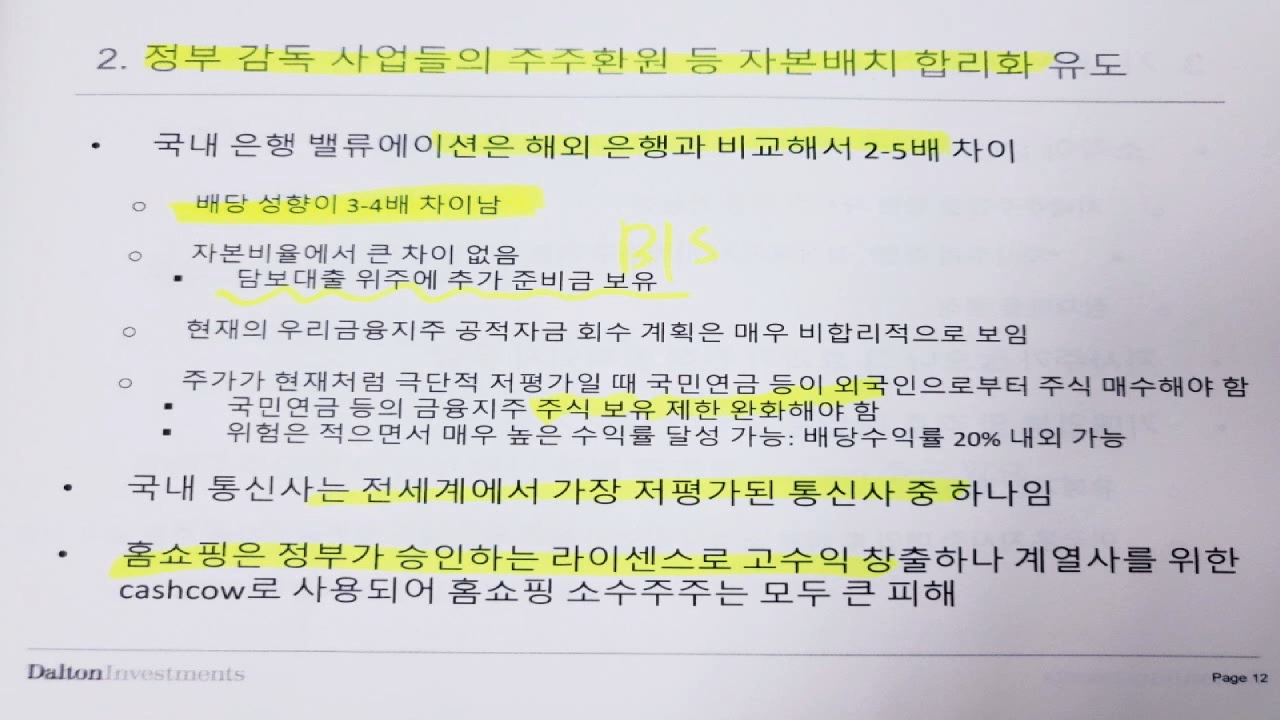 2. 정부 감독 사업들의 주주환원 등 자본배치 합리화 유도
• 국내 은행 밸류에이션은 해외 은행과 비교해서 2-5배 차이
○ 배당 성향이 3-4배 차이남
○ 자본비율에서 큰 차이 없음
BIS
▪ 담보대출 위주에 추가 준비금 보유
○ 현재의 우리금융지주 공적자금 회수 계획은 매우 비합리적으로 보임
○ 주가가 현재처럼 극단적 저평가일 때 국민연금 등이 외국인으로부터 주식 매수해야 함
▪ 국민연금 등의 금융지주 주식 보유 제한 완화해야 함
▪ 위험은 적으면서 매우 높은 수익률 달성 가능: 배당수익률 20% 내외 가능
• 국내 통신사는 전세계에서 가장 저평가된 통신사 중 하나임
• 홈쇼핑은 정부가 승인하는 라이센스로 고수익 창출하나 계열사를 위한
cashcow로 사용되어 홈쇼핑 소수주주는 모두 큰 피해
DaltonInvestments
Page 12